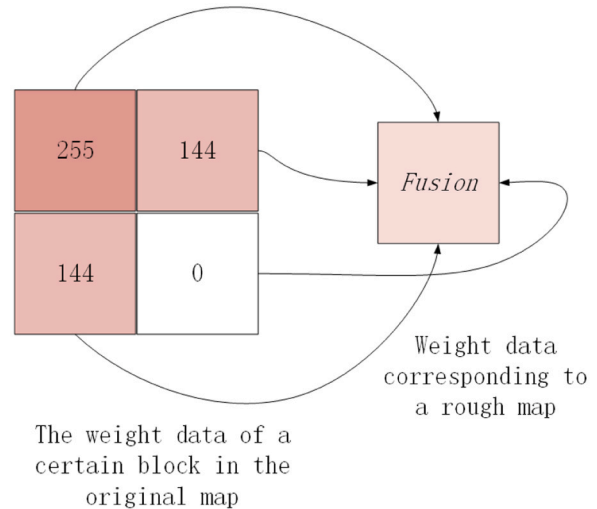 255
144
Fusion
144
0
Weight data
corresponding to
a rough map
The weight data of a
certain block in the
original map